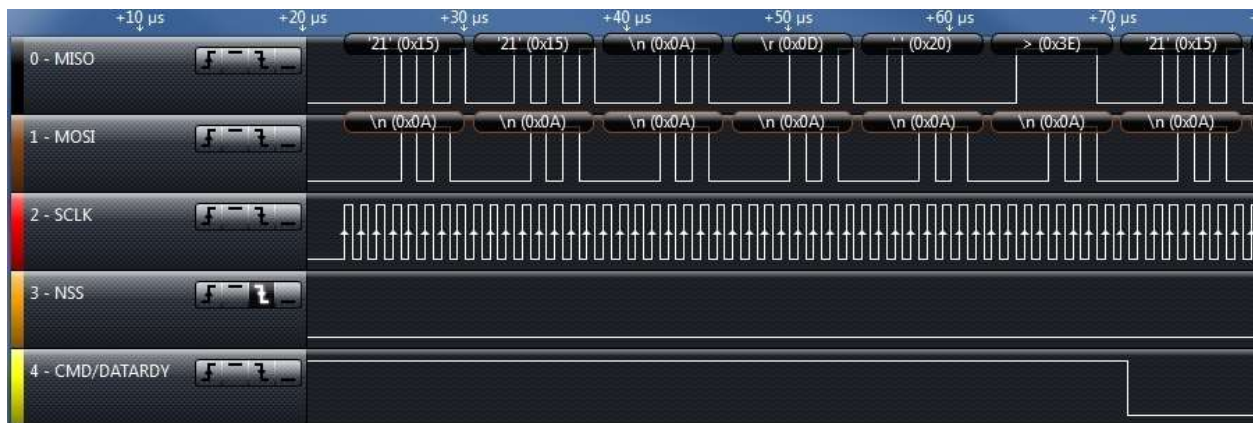 +10 µs +20 µs +30 µs +40 µs +50 µs +60 µs +70 µs
0 - MISO '21' (0x15) '21' (0x15) \n (0x0A) \r (0x0D) ' ' (0x20) > (0x3E) '21' (0x15)
1 - MOSI \n (0x0A) \n (0x0A) \n (0x0A) \n (0x0A) \n (0x0A) \n (0x0A) \n (0x0A)
2 - SCLK
3 - NSS
4 - CMD/DATARDY